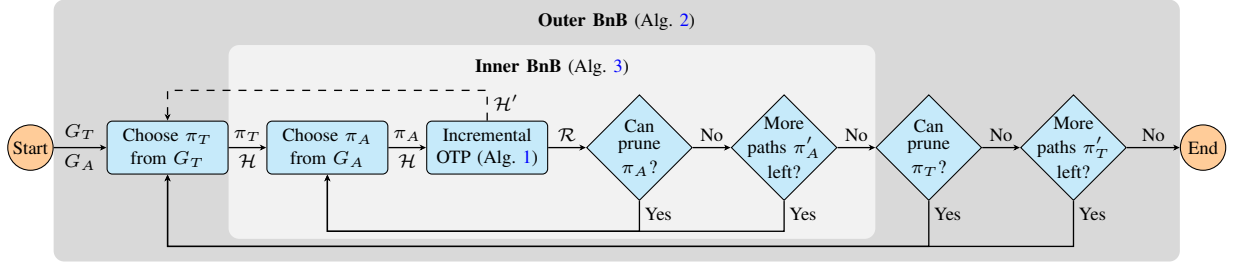 Outer BnB (Alg. 2)
Inner BnB (Alg. 3)
Start
G_T
G_A
Choose π_T
from G_T
π_T
H
Choose π_A
from G_A
π_A
H
Incremental
OTP (Alg. 1)
H′
R
Can
prune
π_A?
No
Yes
More
paths π′_A
left?
No
Yes
Can
prune
π_T?
No
Yes
More
paths π′_T
left?
No
Yes
End